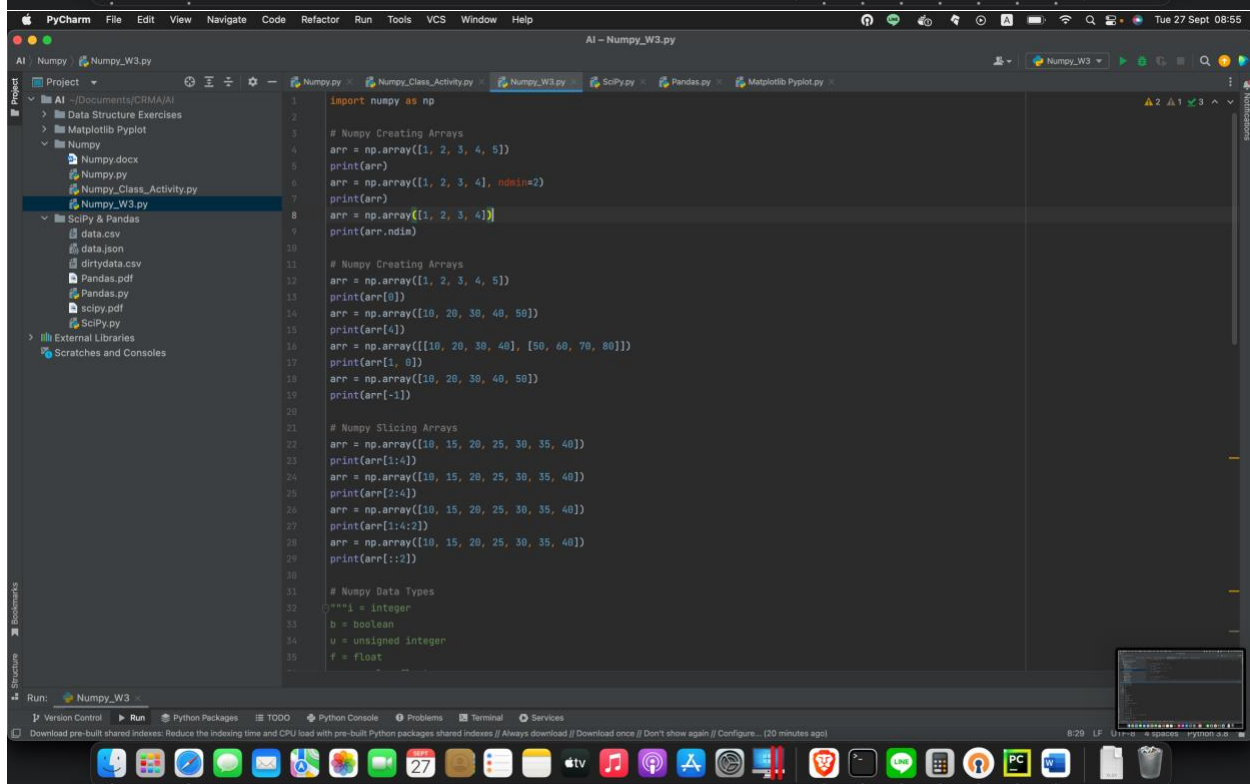 PyCharm File Edit View Navigate Code Refactor Run Tools VCS Window Help Tue 27 Sept 08:55
AI – Numpy_W3.py
AI Numpy Numpy_W3.py Numpy_W3
Project Numpy.py Numpy_Class_Activity.py Numpy_W3.py SciPy.py Pandas.py Matplotlib Pyplot.py
Project
Notifications
AI ~/Documents/CRMA/AI
Data Structure Exercises
Matplotlib Pyplot
Numpy
Numpy.docx
Numpy.py
Numpy_Class_Activity.py
Numpy_W3.py
SciPy & Pandas
data.csv
data.json
dirtydata.csv
Pandas.pdf
Pandas.py
scipy.pdf
SciPy.py
External Libraries
Scratches and Consoles
2 1 3
1 import numpy as np
2
3 # Numpy Creating Arrays
4 arr = np.array([1, 2, 3, 4, 5])
5 print(arr)
6 arr = np.array([1, 2, 3, 4], ndmin=2)
7 print(arr)
8 arr = np.array([1, 2, 3, 4])
9 print(arr.ndim)
10
11 # Numpy Creating Arrays
12 arr = np.array([1, 2, 3, 4, 5])
13 print(arr[0])
14 arr = np.array([10, 20, 30, 40, 50])
15 print(arr[4])
16 arr = np.array([[10, 20, 30, 40], [50, 60, 70, 80]])
17 print(arr[1, 0])
18 arr = np.array([10, 20, 30, 40, 50])
19 print(arr[-1])
20
21 # Numpy Slicing Arrays
22 arr = np.array([10, 15, 20, 25, 30, 35, 40])
23 print(arr[1:4])
24 arr = np.array([10, 15, 20, 25, 30, 35, 40])
25 print(arr[2:4])
26 arr = np.array([10, 15, 20, 25, 30, 35, 40])
27 print(arr[1:4:2])
28 arr = np.array([10, 15, 20, 25, 30, 35, 40])
29 print(arr[::2])
30
31 # Numpy Data Types
32 """i = integer
33 b = boolean
34 u = unsigned integer
35 f = float
Bookmarks
Structure
Run: Numpy_W3
Version Control Run Python Packages TODO Python Console Problems Terminal Services
Download pre-built shared indexes: Reduce the indexing time and CPU load with pre-built Python packages shared indexes // Always download // Download once // Don't show again // Configure... (20 minutes ago) 8:29 LF UTF-8 4 spaces Python 3.8
SEPT
27
tv
LINE
PC
W